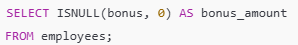 SELECT ISNULL(bonus, 0) AS bonus_amount
FROM employees;